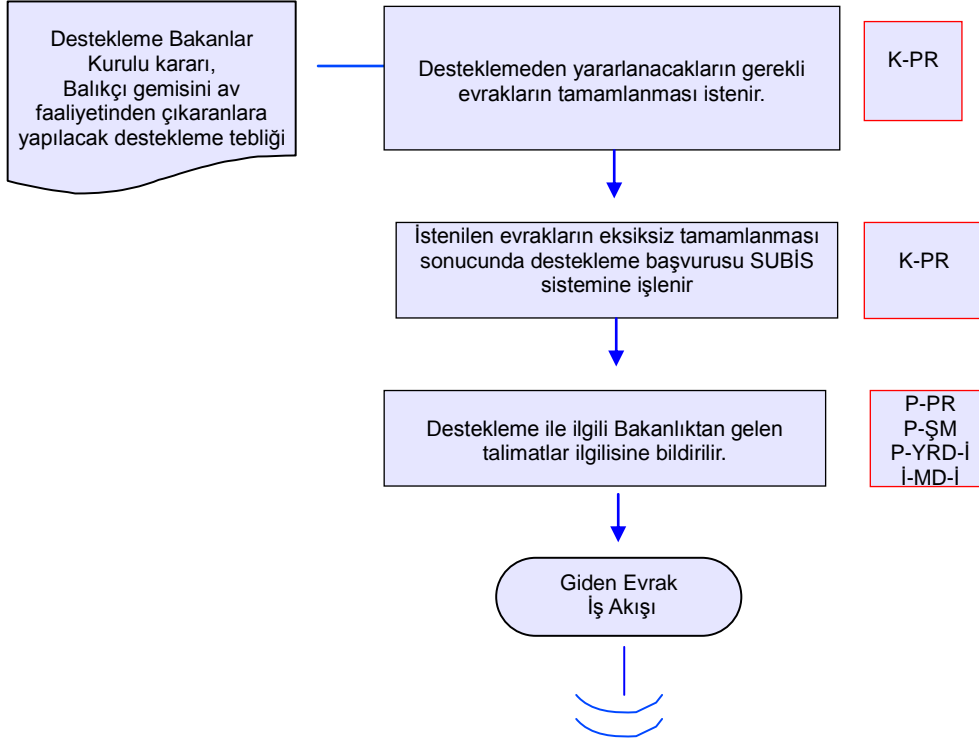 Destekleme Bakanlar
Kurulu kararı,
Balıkçı gemisini av
faaliyetinden çıkaranlara
yapılacak destekleme tebliği
Desteklemeden yararlanacakların gerekli
evrakların tamamlanması istenir.
K-PR
İstenilen evrakların eksiksiz tamamlanması
sonucunda destekleme başvurusu SUBİS
sistemine işlenir
K-PR
Destekleme ile ilgili Bakanlıktan gelen
talimatlar ilgilisine bildirilir.
P-PR
P-ŞM
P-YRD-İ
İ-MD-İ
Giden Evrak
İş Akışı